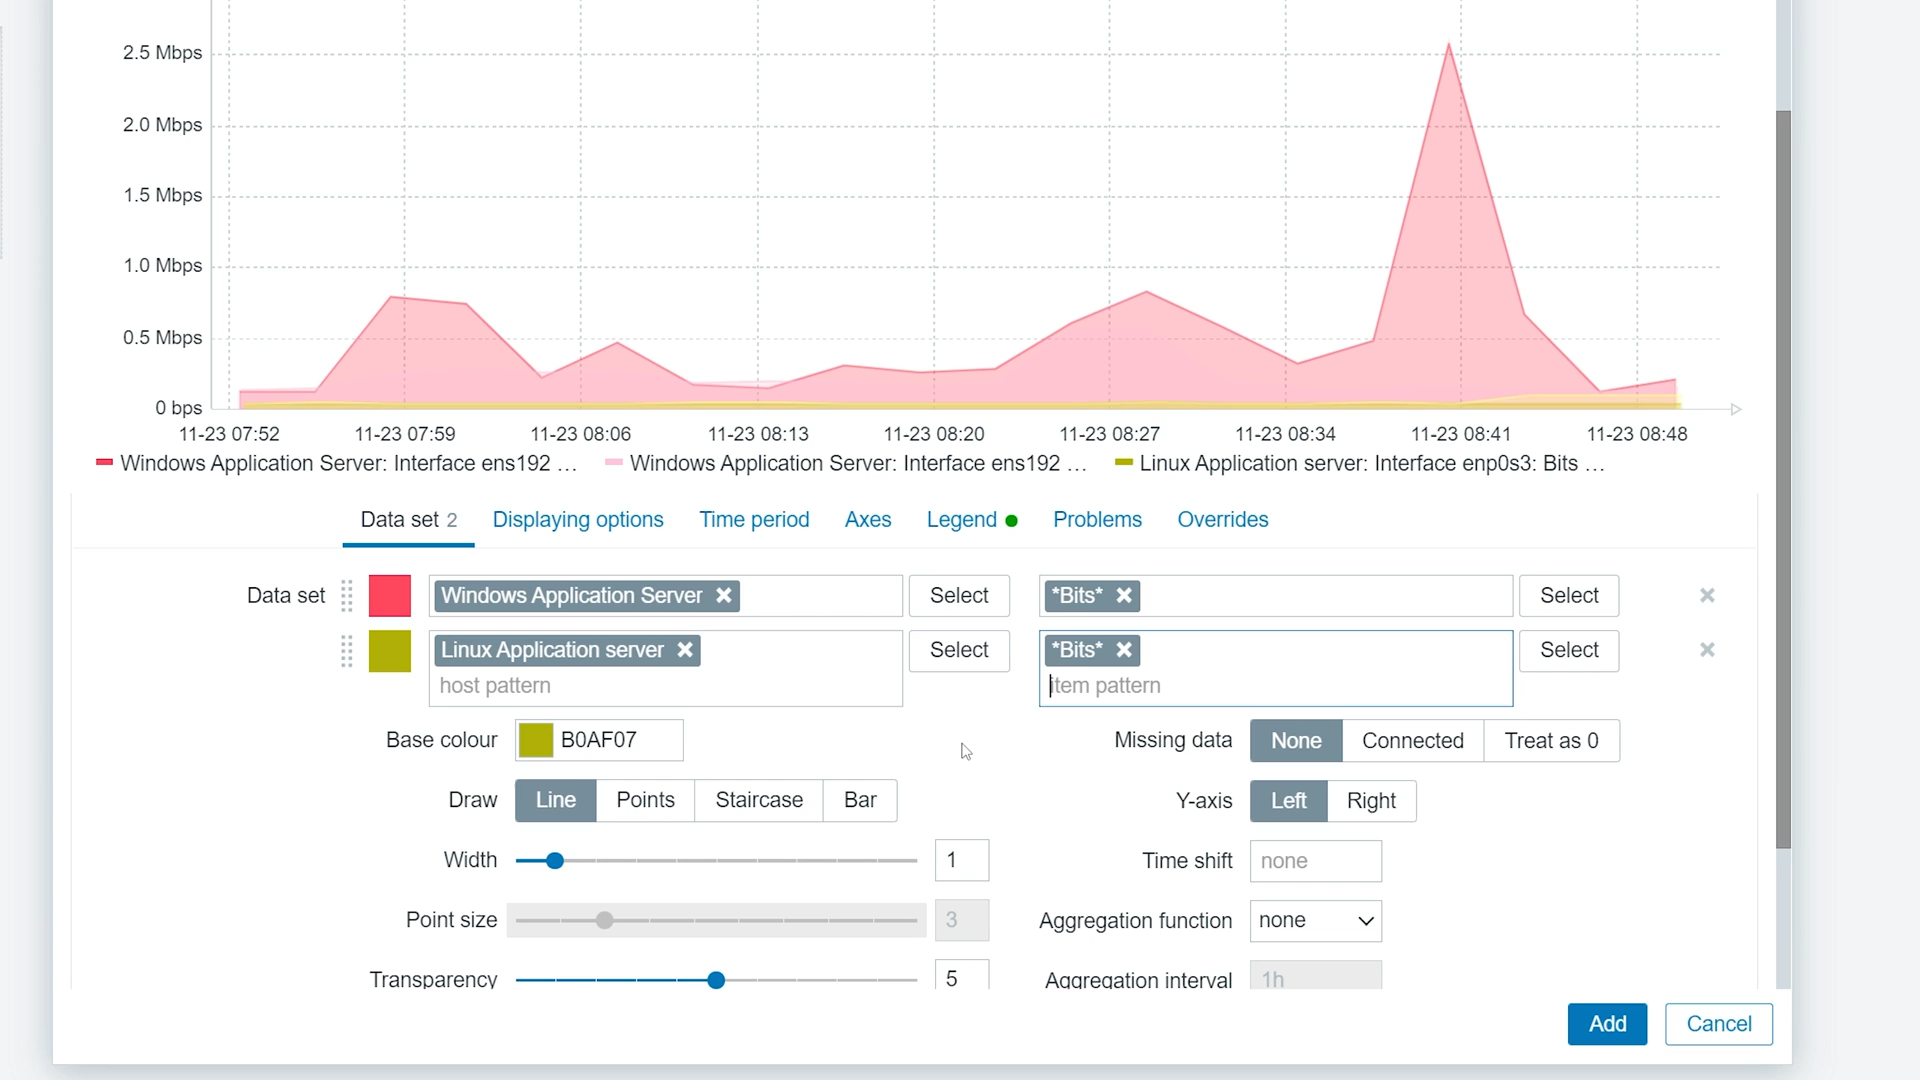 2.5 Mbps
2.0 Mbps
1.5 Mbps
1.0 Mbps
0.5 Mbps
0 bps
11-23 07:52 11-23 07:59 11-23 08:06 11-23 08:13 11-23 08:20 11-23 08:27 11-23 08:34 11-23 08:41 11-23 08:48
Windows Application Server: Interface ens192 ... Windows Application Server: Interface ens192 ... Linux Application server: Interface enp0s3: Bits ...
Data set 2 Displaying options Time period Axes Legend Problems Overrides
Data set Windows Application Server Select *Bits* Select
Linux Application server Select *Bits* Select
host pattern item pattern
Base colour B0AF07 Missing data None Connected Treat as 0
Draw Line Points Staircase Bar Y-axis Left Right
Width 1 Time shift none
Point size 3 Aggregation function none
Transparency 5 Aggregation interval 1h
Add Cancel